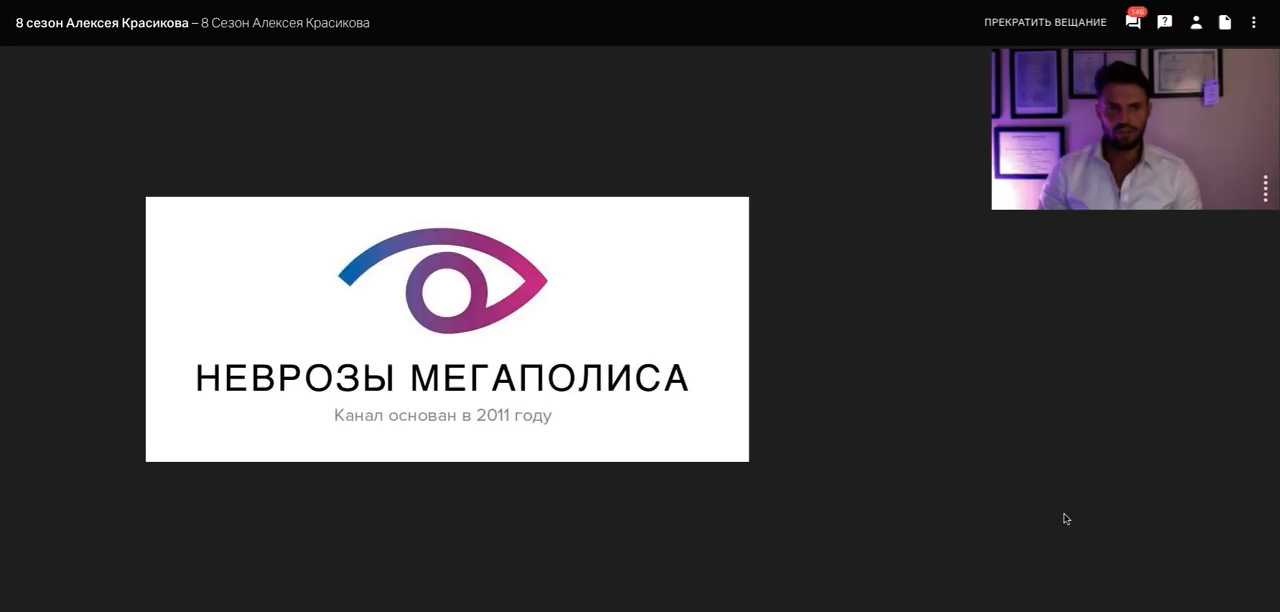 8 сезон Алексея Красикова – 8 Сезон Алексея Красикова
ПРЕКРАТИТЬ ВЕЩАНИЕ
146
НЕВРОЗЫ МЕГАПОЛИСА
Канал основан в 2011 году